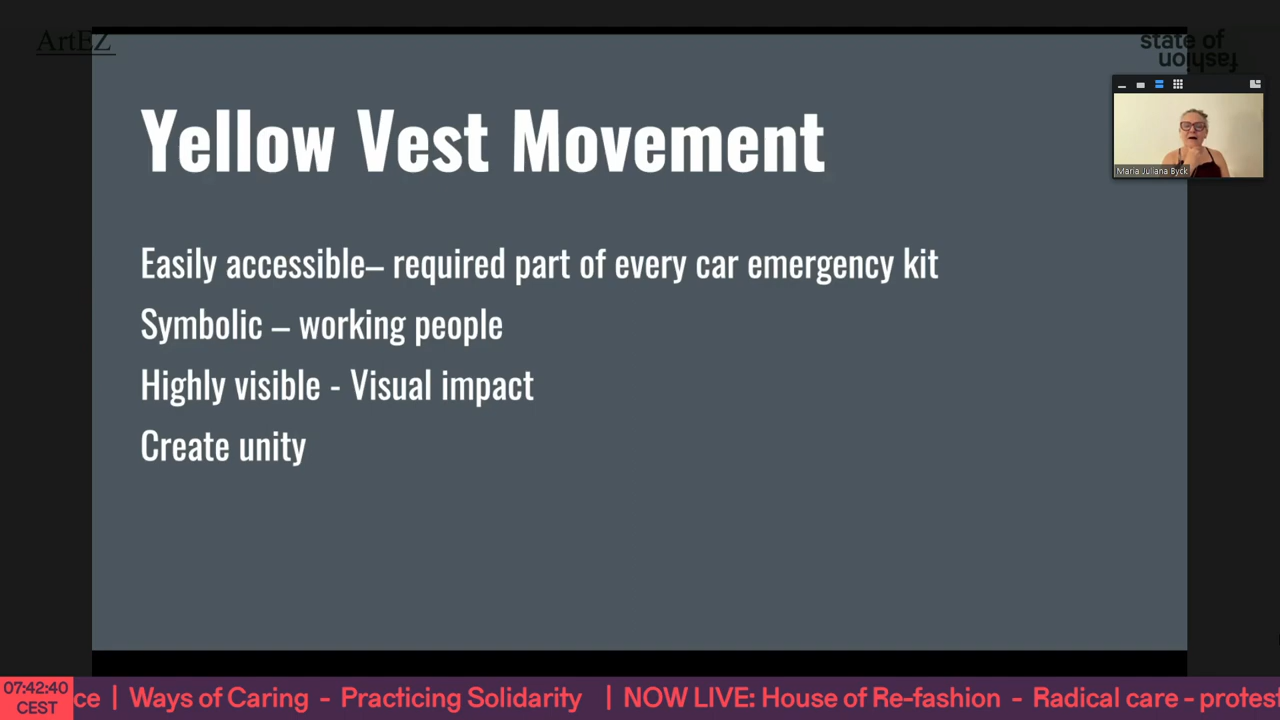 ArtEZ
state of
fashion
Yellow Vest Movement
Maria Juliana Byck
Easily accessible– required part of every car emergency kit
Symbolic – working people
Highly visible - Visual impact
Create unity
07:42:40
CEST
ce | Ways of Caring - Practicing Solidarity | NOW LIVE: House of Re-fashion - Radical care - protest